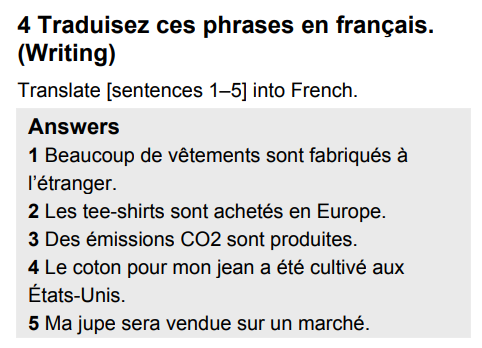 4 Traduisez ces phrases en français.
(Writing)
Translate [sentences 1–5] into French.
Answers
1 Beaucoup de vêtements sont fabriqués à
l’étranger.
2 Les tee-shirts sont achetés en Europe.
3 Des émissions CO2 sont produites.
4 Le coton pour mon jean a été cultivé aux
États-Unis.
5 Ma jupe sera vendue sur un marché.